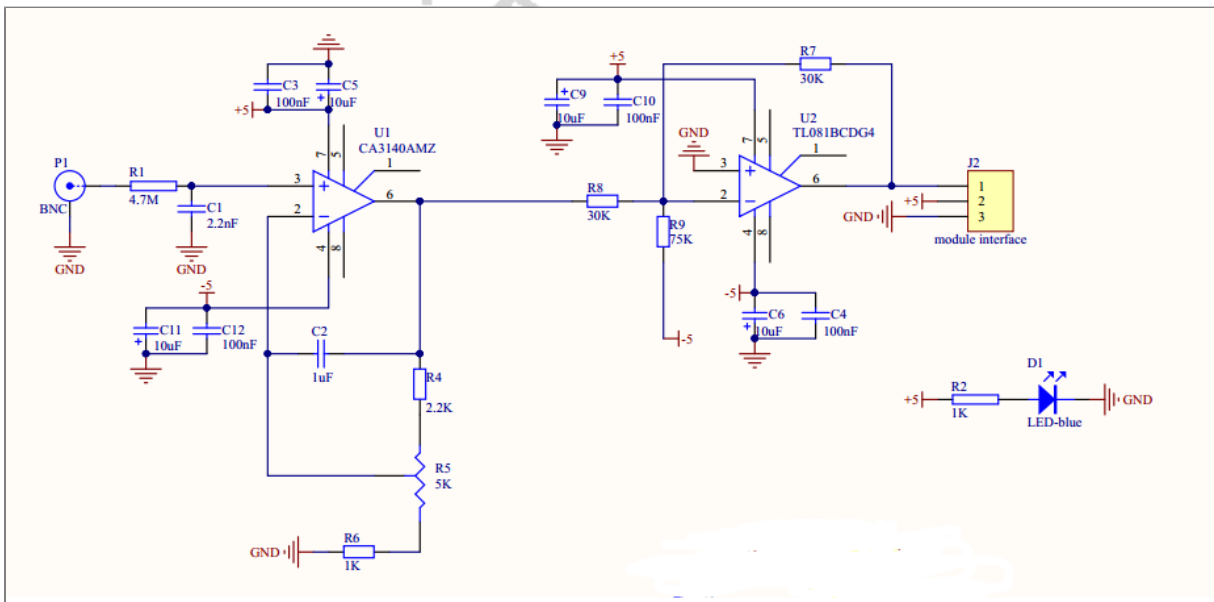 +5
C3
100nF
C5
10uF
+
7
5
U1
CA3140AMZ
1
P1
BNC
GND
R1
4.7M
C1
2.2nF
GND
3
2
6
4
8
-5
C11
10uF
+
C12
100nF
C2
1uF
R4
2.2K
R5
5K
GND
R6
1K
+5
+
C9
10uF
C10
100nF
R7
30K
GND
7
5
U2
TL081BCDG4
1
3
2
6
4
8
R8
30K
R9
75K
-5
-5
+
C6
10uF
C4
100nF
J2
1
2
3
+5
GND
module interface
+5
R2
1K
D1
LED-blue
GND